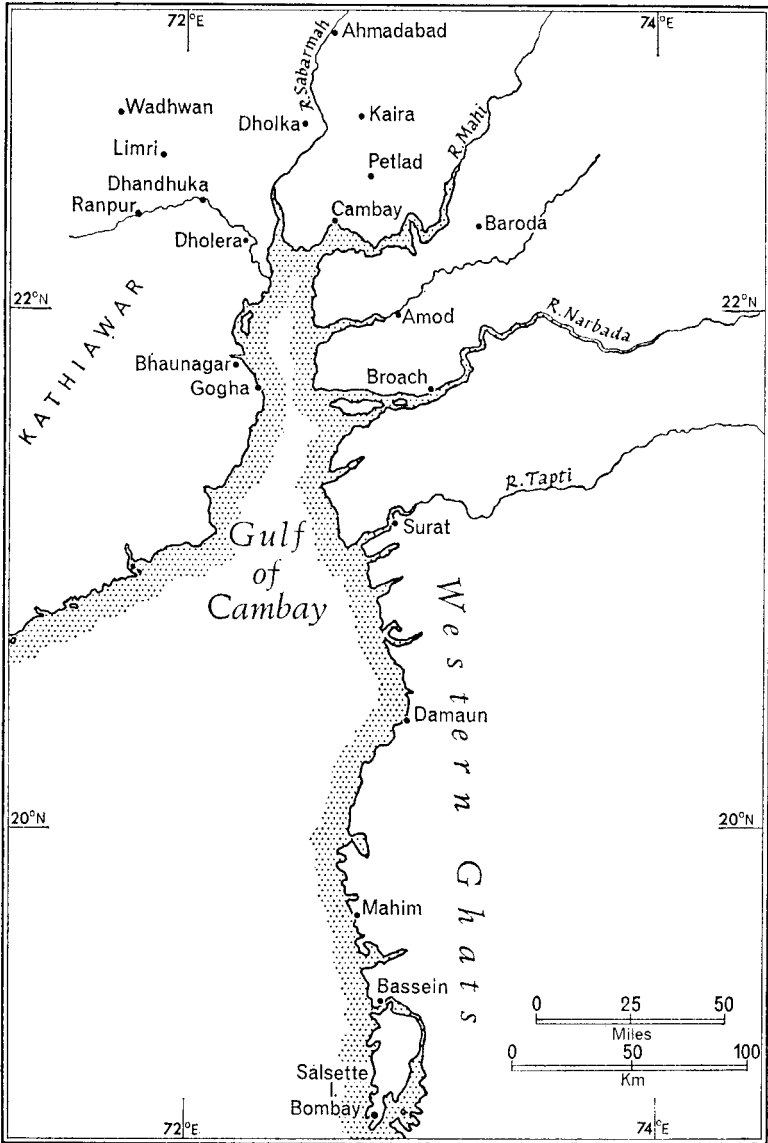 72°E
74°E
Ahmadabad
R. Sabarmah
Wadhwan
Dholka
Kaira
R. Mahi
Limri
Petlad
Dhandhuka
Ranpur
Cambay
Baroda
Dholera
22°N
22°N
KATHIAWAR
Amod
R. Narbada
Bhaunagar
Gogha
Broach
R. Tapti
Surat
Gulf
of
Cambay
Western Ghats
Damaun
20°N
20°N
Mahim
Bassein
0 25 50
Miles
0 50 100
Km
Salsette
I.
Bombay
72°E
74°E